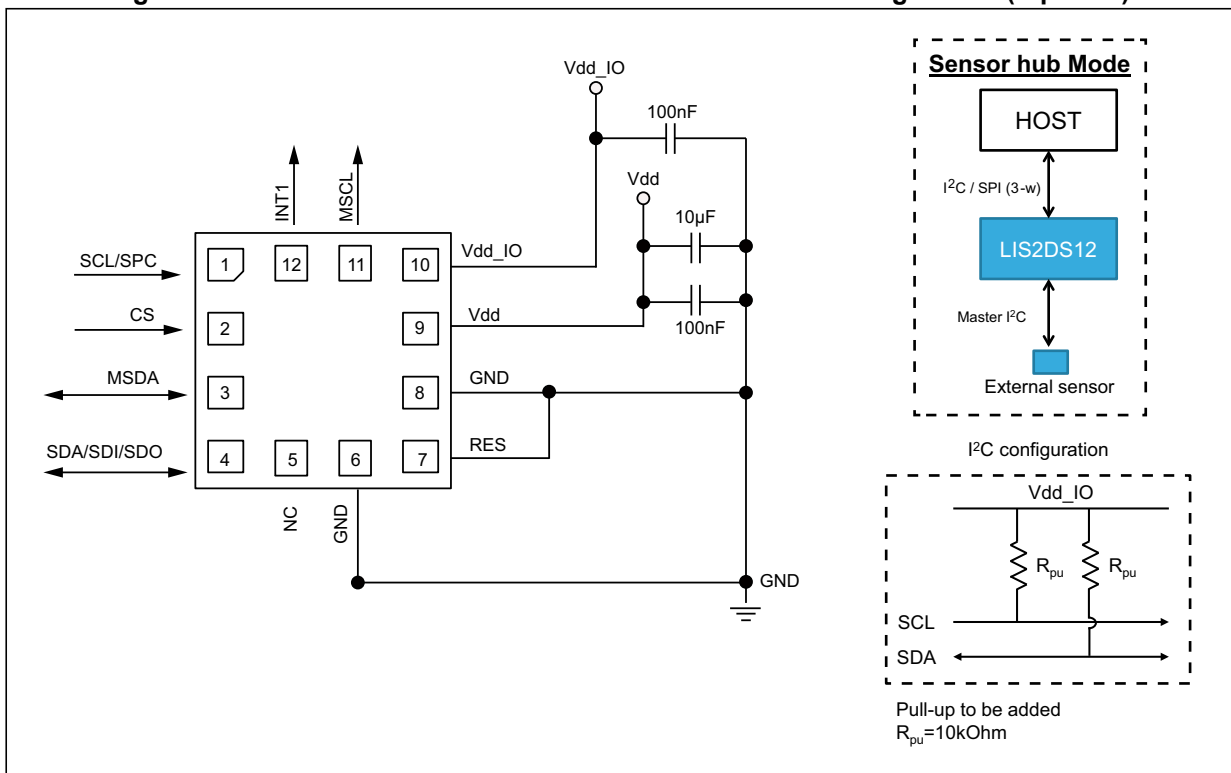 Vdd_IO
100nF
Vdd
10µF
100nF
INT1
MSCL
SCL/SPC
CS
MSDA
SDA/SDI/SDO
1
12
11
10
2
9
3
8
4
5
6
7
Vdd_IO
Vdd
GND
RES
NC
GND
GND
Sensor hub Mode
HOST
I²C / SPI (3-w)
LIS2DS12
Master I²C
External sensor
I²C configuration
Vdd_IO
Rpu
Rpu
SCL
SDA
Pull-up to be added
Rpu=10kOhm